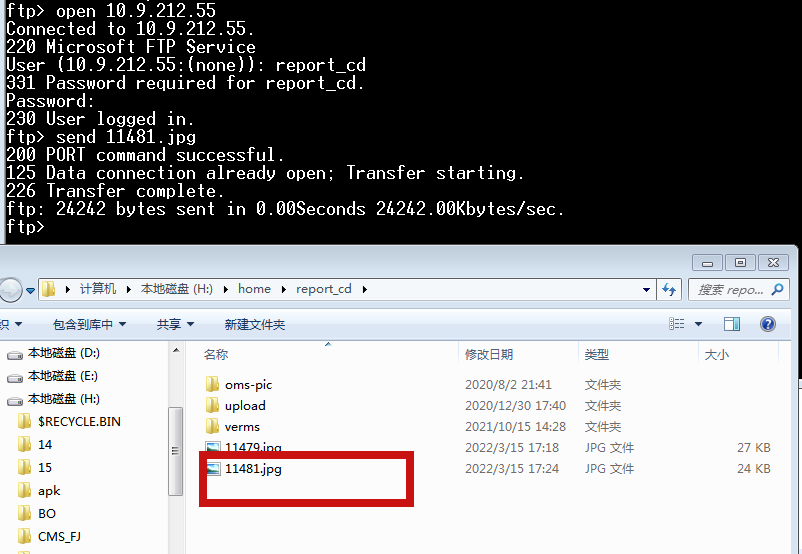 ftp> open 10.9.212.55
Connected to 10.9.212.55.
220 Microsoft FTP Service
User (10.9.212.55:(none)): report_cd
331 Password required for report_cd.
Password:
230 User logged in.
ftp> send 11481.jpg
200 PORT command successful.
125 Data connection already open; Transfer starting.
226 Transfer complete.
ftp: 24242 bytes sent in 0.00Seconds 24242.00Kbytes/sec.
ftp>
计算机 本地磁盘 (H:) home report_cd 搜索 repo...
织 包含到库中 共享 新建文件夹
本地磁盘 (D:)
本地磁盘 (E:)
本地磁盘 (H:)
$RECYCLE.BIN
14
15
apk
BO
CMS_FJ
名称 修改日期 类型 大小
oms-pic 2020/8/2 21:41 文件夹
upload 2020/12/30 17:40 文件夹
verms 2021/10/15 14:28 文件夹
11479.jpg 2022/3/15 17:18 JPG 文件 27 KB
11481.jpg 2022/3/15 17:24 JPG 文件 24 KB